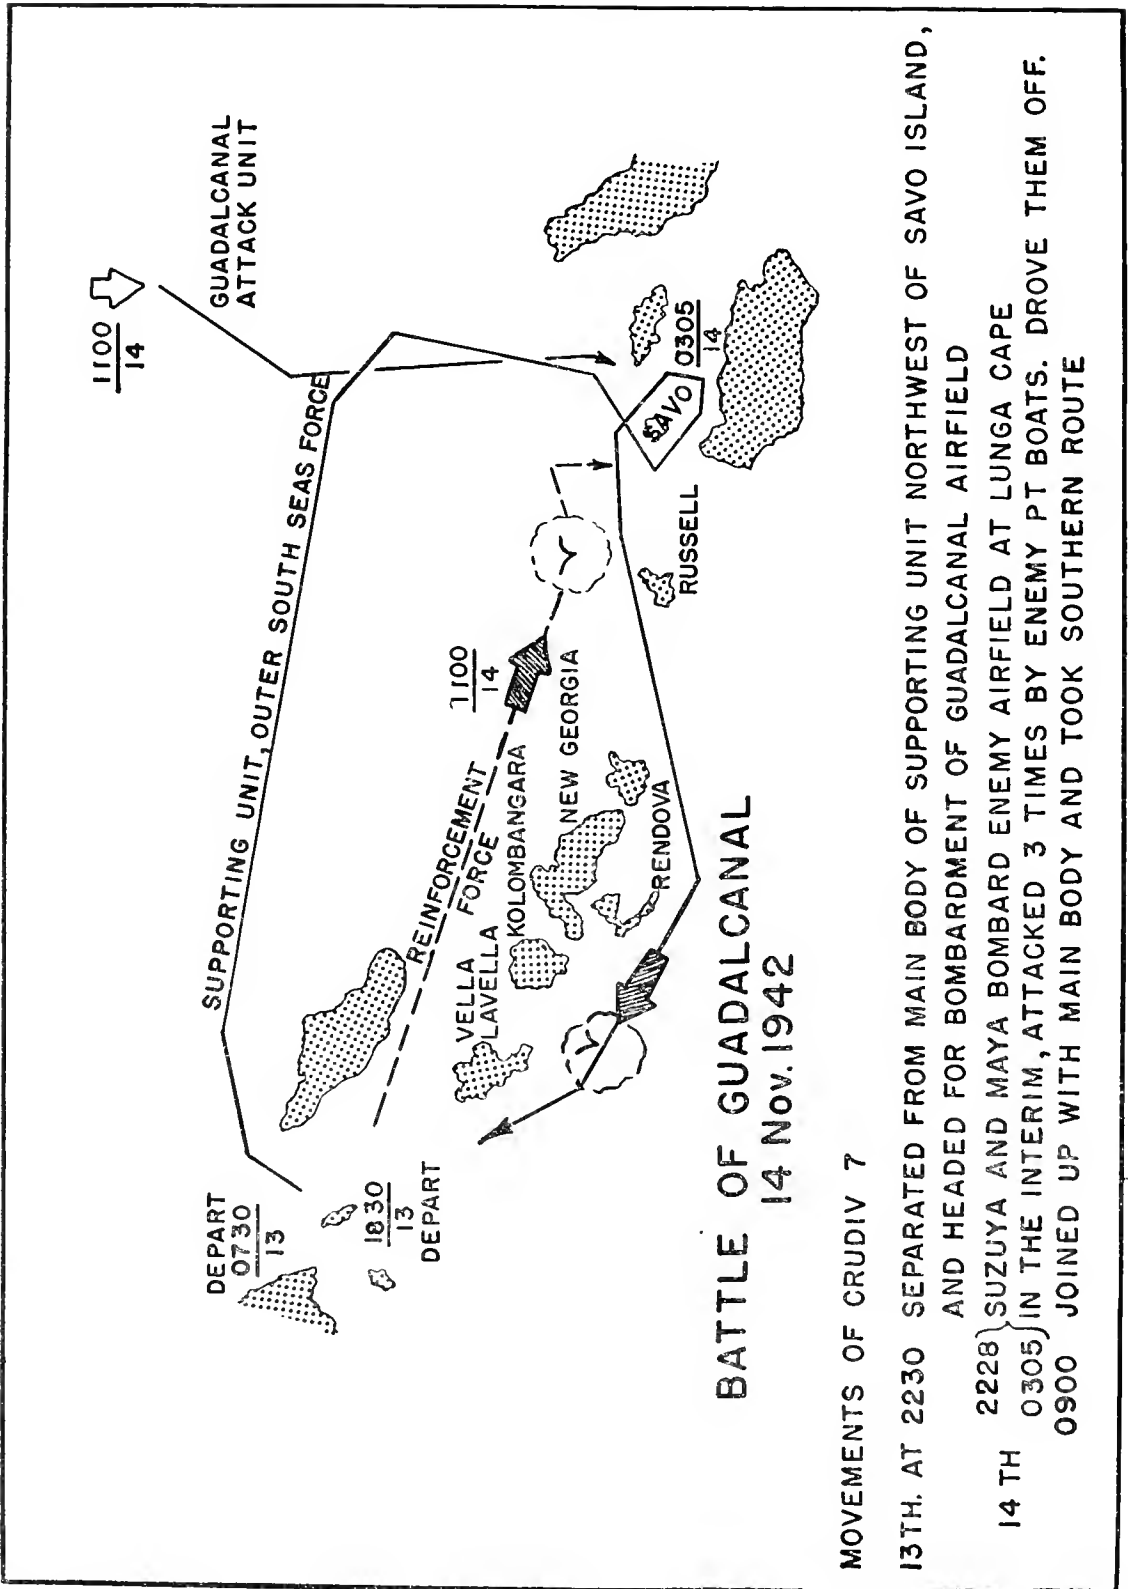 1100
14
GUADALCANAL
ATTACK UNIT
SUPPORTING UNIT, OUTER SOUTH SEAS FORCE
DEPART
0730
13
1830
13
DEPART
REINFORCEMENT
FORCE
1100
14
VELLA
LAVELLA
KOLOMBANGARA
NEW GEORGIA
RENDOVA
RUSSELL
SAVO
0305
14
BATTLE OF GUADALCANAL
14 Nov. 1942
MOVEMENTS OF CRUDIV 7
13TH. AT 2230 SEPARATED FROM MAIN BODY OF SUPPORTING UNIT NORTHWEST OF SAVO ISLAND,
AND HEADED FOR BOMBARDMENT OF GUADALCANAL AIRFIELD
2228} SUZUYA AND MAYA BOMBARD ENEMY AIRFIELD AT LUNGA CAPE
14 TH 0305} IN THE INTERIM, ATTACKED 3 TIMES BY ENEMY PT BOATS. DROVE THEM OFF.
0900 JOINED UP WITH MAIN BODY AND TOOK SOUTHERN ROUTE